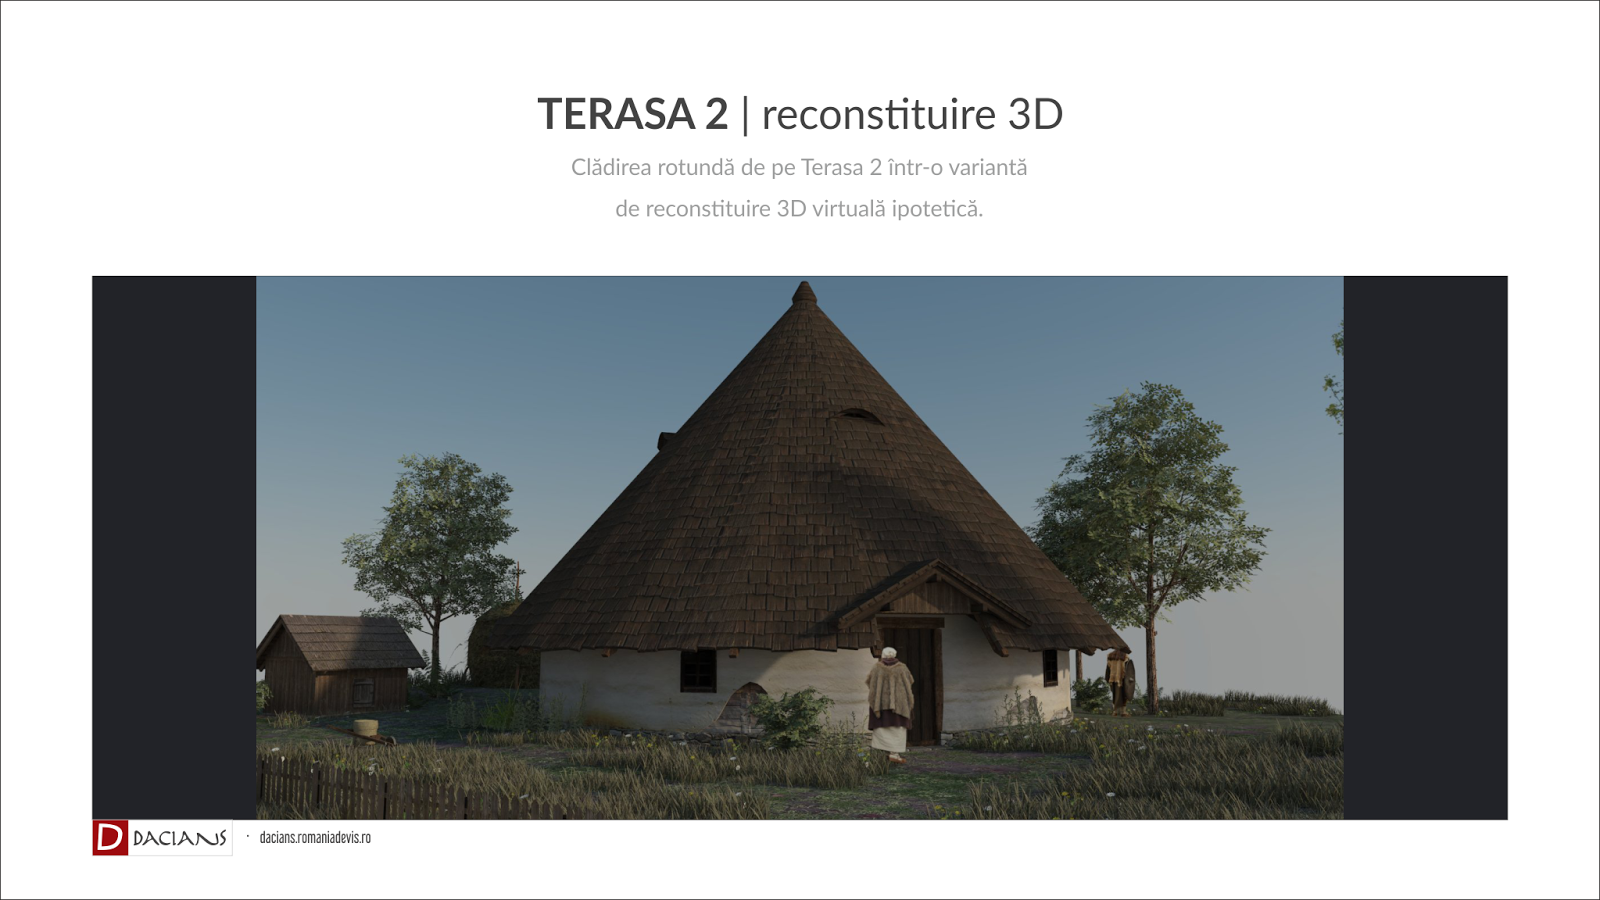 TERASA 2 | reconstituire 3D
Clădirea rotundă de pe Terasa 2 într-o variantă
de reconstituire 3D virtuală ipotetică.
D DACIANS · dacians.romaniadevis.ro